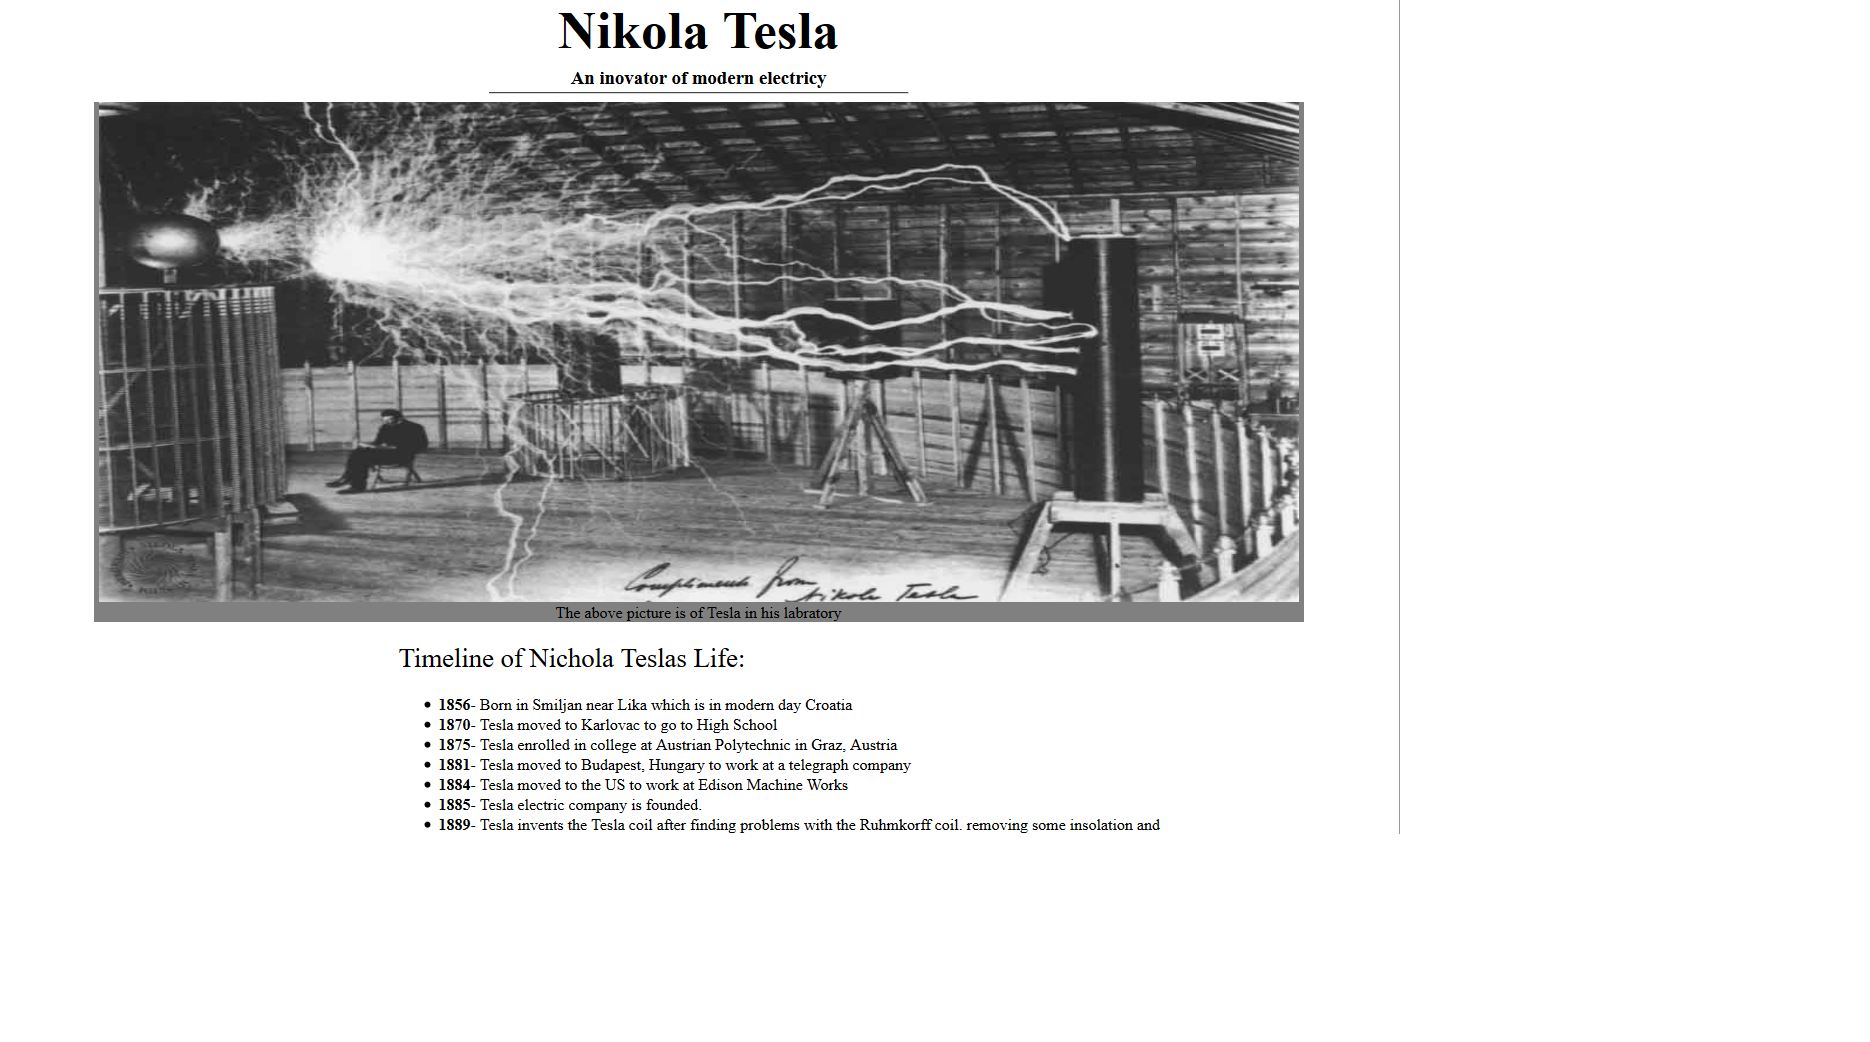 Nikola Tesla
An inovator of modern electricy
Compliments from
Nikola Tesla
The above picture is of Tesla in his labratory
Timeline of Nichola Teslas Life:
1856- Born in Smiljan near Lika which is in modern day Croatia
1870- Tesla moved to Karlovac to go to High School
1875- Tesla enrolled in college at Austrian Polytechnic in Graz, Austria
1881- Tesla moved to Budapest, Hungary to work at a telegraph company
1884- Tesla moved to the US to work at Edison Machine Works
1885- Tesla electric company is founded.
1889- Tesla invents the Tesla coil after finding problems with the Ruhmkorff coil. removing some insolation and